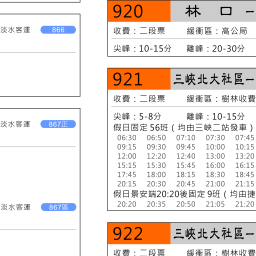 淡水客運 866
淡水客運 867正
淡水客運 867區
920 林 口 -
收費：二段票 緩衝區：高公局
尖峰：10-15分 離峰：20-30分
921 三峽北大社區-
收費：二段票 緩衝區：樹林收費
尖峰：5-8分 離峰：10-15分
假日固定56班（均由三峽二站發車）
06:30 06:50 07:10 07:30 07:45
09:15 09:30 09:45 10:00 10:15
12:00 12:20 12:40 13:00 13:20
15:15 15:30 15:45 16:00 16:15
17:45 18:00 18:15 18:30 18:45
20:15 20:30 20:45 21:00 21:15
假日景安端20:20後固定9班（均由捷
20:20 20:35 20:50 21:05 21:20
922 三峽北大社區-
收費：二段票 緩衝區：樹林收費